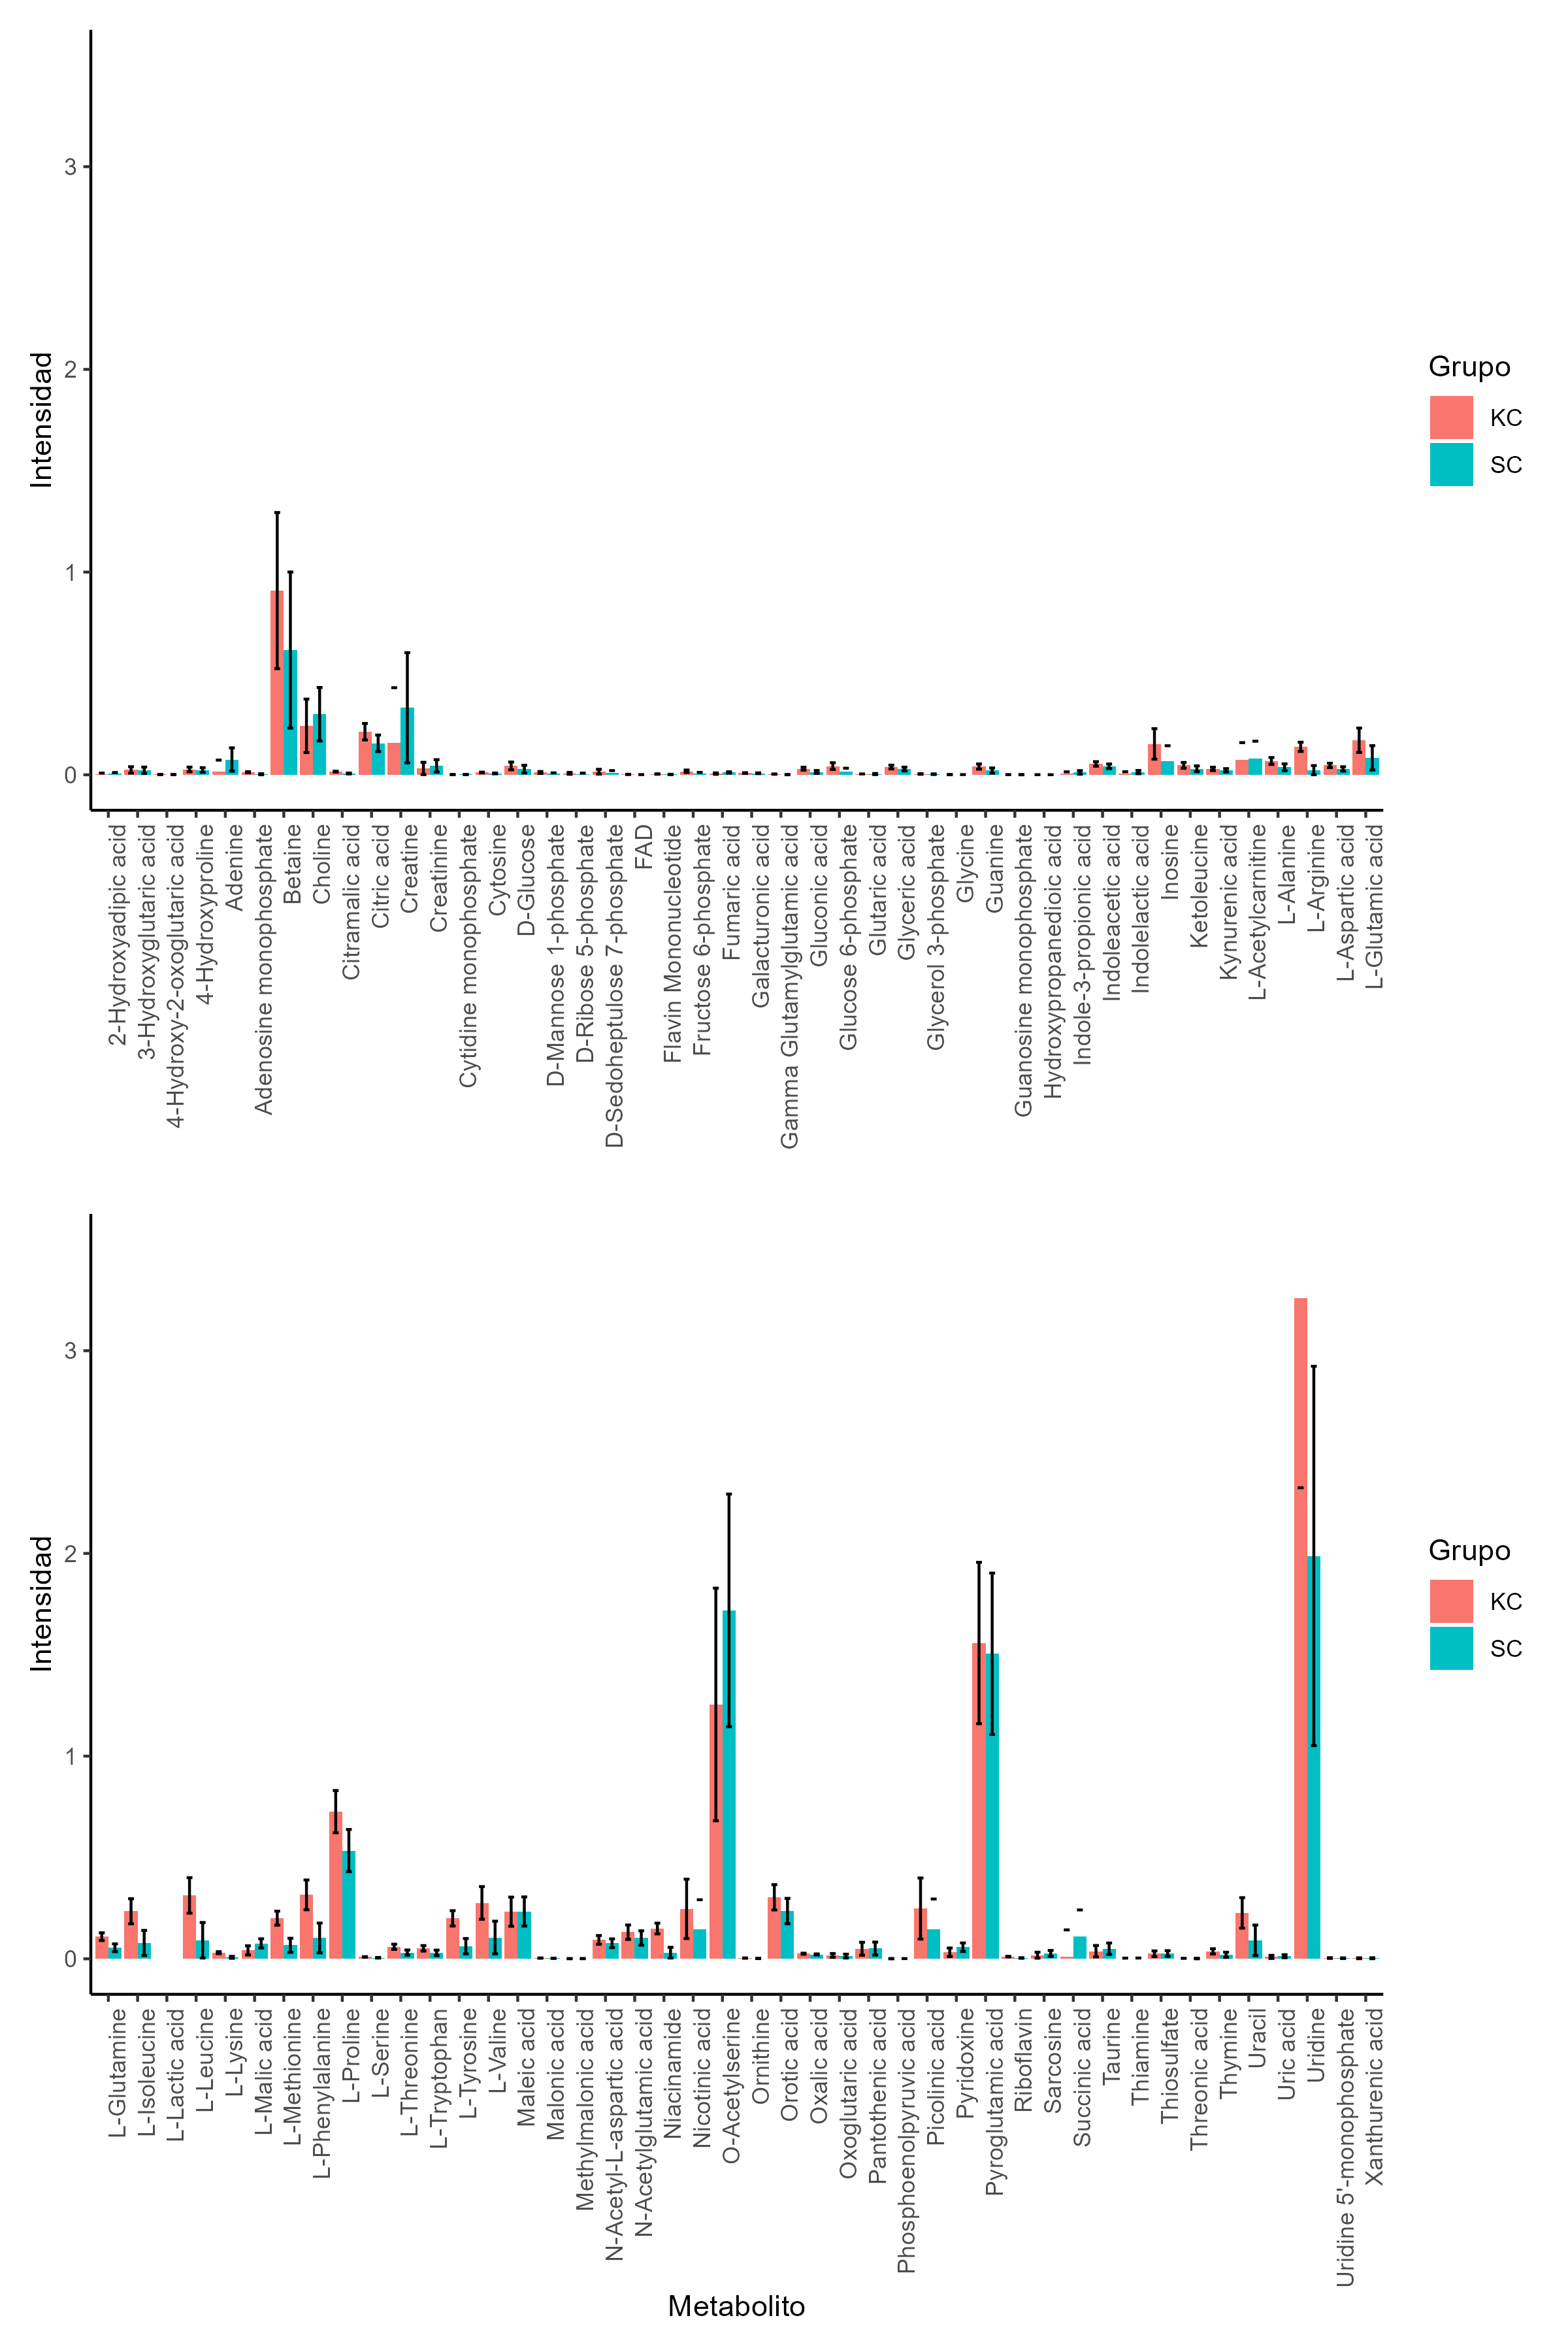 Intensidad
3
2
1
0
2-Hydroxyadipic acid
3-Hydroxyglutaric acid
4-Hydroxy-2-oxoglutaric acid
4-Hydroxyproline
Adenine
Adenosine monophosphate
Betaine
Choline
Citramalic acid
Citric acid
Creatine
Creatinine
Cytidine monophosphate
Cytosine
D-Glucose
D-Mannose 1-phosphate
D-Ribose 5-phosphate
D-Sedoheptulose 7-phosphate
FAD
Flavin Mononucleotide
Fructose 6-phosphate
Fumaric acid
Galacturonic acid
Gamma Glutamylglutamic acid
Gluconic acid
Glucose 6-phosphate
Glutaric acid
Glyceric acid
Glycerol 3-phosphate
Glycine
Guanine
Guanosine monophosphate
Hydroxypropanedioic acid
Indole-3-propionic acid
Indoleacetic acid
Indolelactic acid
Inosine
Ketoleucine
Kynurenic acid
L-Acetylcarnitine
L-Alanine
L-Arginine
L-Aspartic acid
L-Glutamic acid
Grupo
KC
SC
Intensidad
3
2
1
0
L-Glutamine
L-Isoleucine
L-Lactic acid
L-Leucine
L-Lysine
L-Malic acid
L-Methionine
L-Phenylalanine
L-Proline
L-Serine
L-Threonine
L-Tryptophan
L-Tyrosine
L-Valine
Maleic acid
Malonic acid
Methylmalonic acid
N-Acetyl-L-aspartic acid
N-Acetylglutamic acid
Niacinamide
Nicotinic acid
O-Acetylserine
Ornithine
Orotic acid
Oxalic acid
Oxoglutaric acid
Pantothenic acid
Phosphoenolpyruvic acid
Picolinic acid
Pyridoxine
Pyroglutamic acid
Riboflavin
Sarcosine
Succinic acid
Taurine
Thiamine
Thiosulfate
Threonic acid
Thymine
Uracil
Uric acid
Uridine
Uridine 5'-monophosphate
Xanthurenic acid
Grupo
KC
SC
Metabolito